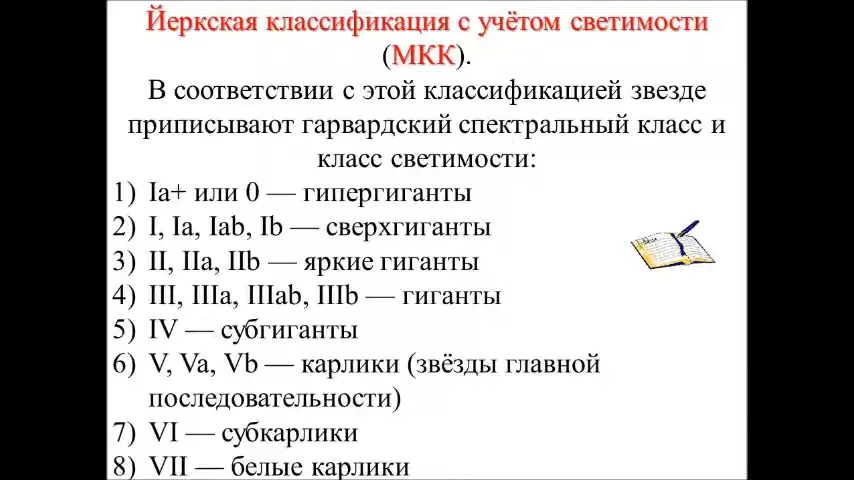 Йеркская классификация с учётом светимости
(МКК).
В соответствии с этой классификацией звезде
приписывают гарвардский спектральный класс и
класс светимости:
1) Ia+ или 0 — гипергиганты
2) I, Ia, Iab, Ib — сверхгиганты
3) II, IIa, IIb — яркие гиганты
4) III, IIIa, IIIab, IIIb — гиганты
5) IV — субгиганты
6) V, Va, Vb — карлики (звёзды главной
последовательности)
7) VI — субкарлики
8) VII — белые карлики